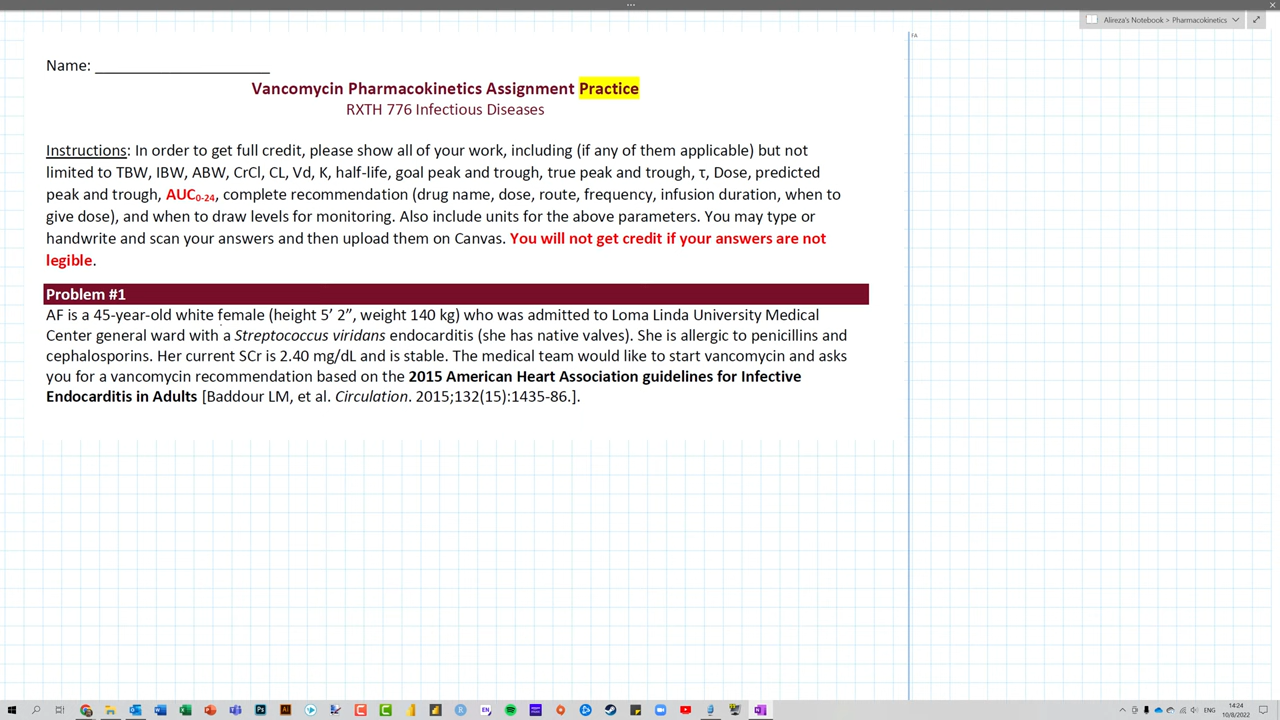 Alireza's Notebook > Pharmacokinetics
FA
Name: ____________________
Vancomycin Pharmacokinetics Assignment Practice
RXTH 776 Infectious Diseases
Instructions: In order to get full credit, please show all of your work, including (if any of them applicable) but not
limited to TBW, IBW, ABW, CrCl, CL, Vd, K, half-life, goal peak and trough, true peak and trough, τ, Dose, predicted
peak and trough, AUC0-24, complete recommendation (drug name, dose, route, frequency, infusion duration, when to
give dose), and when to draw levels for monitoring. Also include units for the above parameters. You may type or
handwrite and scan your answers and then upload them on Canvas. You will not get credit if your answers are not
legible.
Problem #1
AF is a 45-year-old white female (height 5' 2", weight 140 kg) who was admitted to Loma Linda University Medical
Center general ward with a Streptococcus viridans endocarditis (she has native valves). She is allergic to penicillins and
cephalosporins. Her current SCr is 2.40 mg/dL and is stable. The medical team would like to start vancomycin and asks
you for a vancomycin recommendation based on the 2015 American Heart Association guidelines for Infective
Endocarditis in Adults [Baddour LM, et al. Circulation. 2015;132(15):1435-86.].
ENG
14:24
10/8/2022